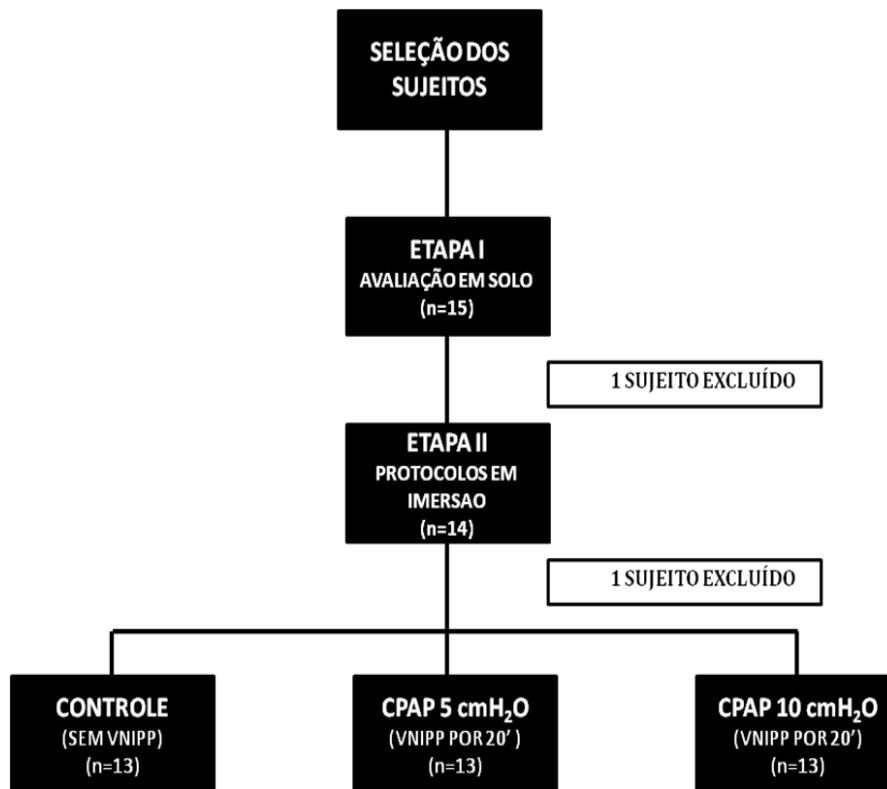 SELEÇÃO DOS
SUJEITOS
ETAPA I
AVALIAÇÃO EM SOLO
(n=15)
1 SUJEITO EXCLUÍDO
ETAPA II
PROTOCOLOS EM
IMERSAO
(n=14)
1 SUJEITO EXCLUÍDO
CONTROLE
(SEM VNIPP)
(n=13)
CPAP 5 cmH₂O
(VNIPP POR 20’ )
(n=13)
CPAP 10 cmH₂O
(VNIPP POR 20’)
(n=13)